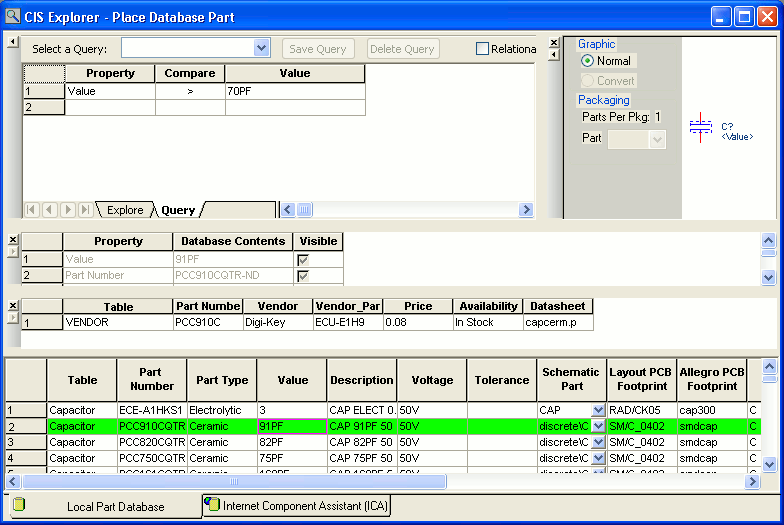 CIS Explorer - Place Database Part
Select a Query: Save Query Delete Query Relationa
Property Compare Value
1 Value > 70PF
2
Explore Query
Graphic
Normal
Convert
Packaging
Parts Per Pkg: 1
Part
C?
<Value>
Property Database Contents Visible
1 Value 91PF
2 Part Number PCC910CQTR-ND
Table Part Numbe Vendor Vendor_Par Price Availability Datasheet
1 VENDOR PCC910C Digi-Key ECU-E1H9 0.08 In Stock capcerm.p
Table Part Number Part Type Value Description Voltage Tolerance Schematic Part Layout PCB Footprint Allegro PCB Footprint
1 Capacitor ECE-A1HKS1 Electrolytic 3 CAP ELECT 0. 50V CAP RAD/CK05 cap300 C
2 Capacitor PCC910CQTR Ceramic 91PF CAP 91PF 50 50V discrete\C SM/C_0402 smdcap C
3 Capacitor PCC820CQTR Ceramic 82PF CAP 82PF 50 50V discrete\C SM/C_0402 smdcap C
4 Capacitor PCC750CQTR Ceramic 75PF CAP 75PF 50 50V discrete\C SM/C_0402 smdcap C
Local Part Database Internet Component Assistant (ICA)